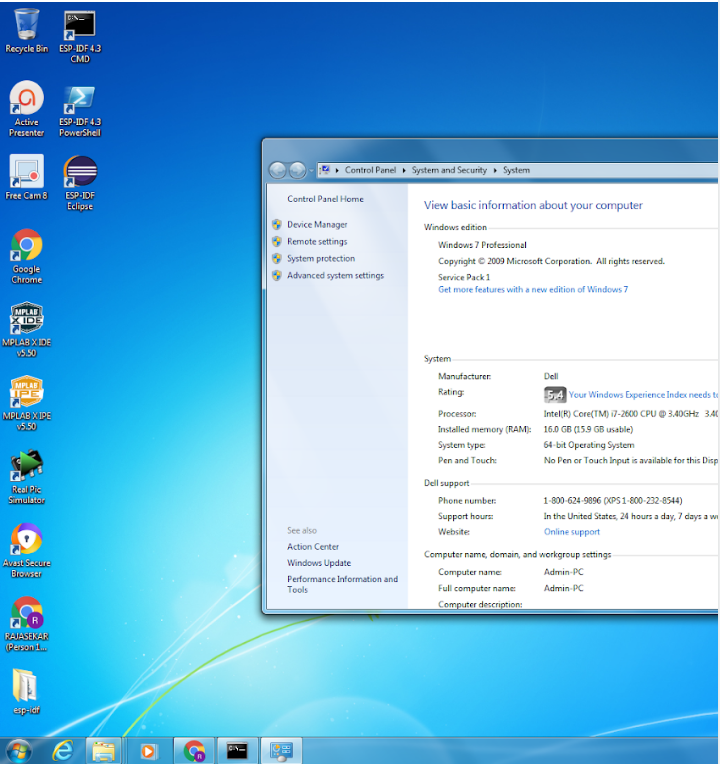 Recycle Bin
ESP-IDF 4.3
CMD
Active
Presenter
ESP-IDF 4.3
PowerShell
Free Cam 8
ESP-IDF
Eclipse
Google
Chrome
MPLAB
X IDE
MPLAB X IDE
v5.50
MPLAB
IPE
MPLAB X IPE
v5.50
Real Pic
Simulator
Avast Secure
Browser
R
RAJASEKAR
(Person 1...
esp-idf
Control Panel
System and Security
System
Control Panel Home
Device Manager
Remote settings
System protection
Advanced system settings
See also
Action Center
Windows Update
Performance Information and
Tools
View basic information about your computer
Windows edition
Windows 7 Professional
Copyright © 2009 Microsoft Corporation. All rights reserved.
Service Pack 1
Get more features with a new edition of Windows 7
System
Manufacturer: Dell
Rating: 5.4 Your Windows Experience Index needs to
Processor: Intel(R) Core(TM) i7-2600 CPU @ 3.40GHz 3.40
Installed memory (RAM): 16.0 GB (15.9 GB usable)
System type: 64-bit Operating System
Pen and Touch: No Pen or Touch Input is available for this Disp
Dell support
Phone number: 1-800-624-9896 (XPS 1-800-232-8544)
Support hours: In the United States, 24 hours a day, 7 days a w
Website: Online support
Computer name, domain, and workgroup settings
Computer name: Admin-PC
Full computer name: Admin-PC
Computer description:
R